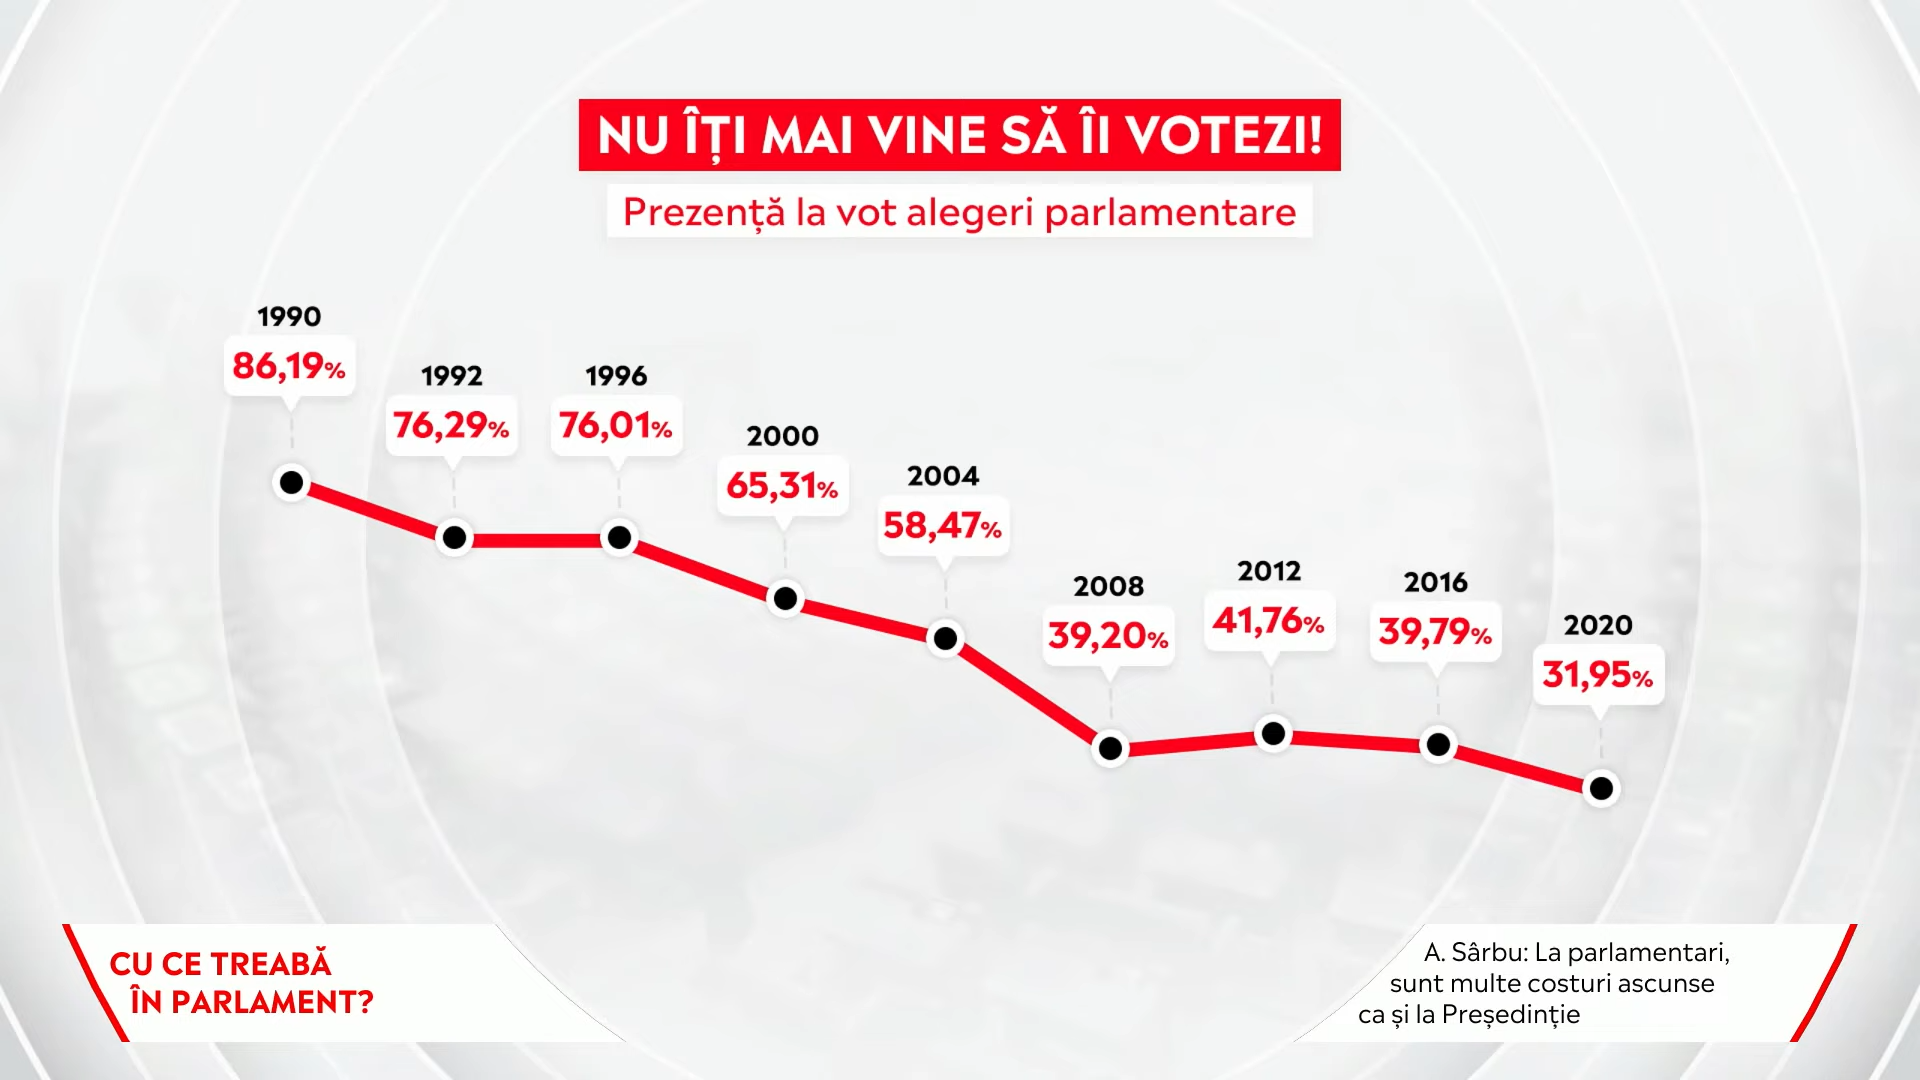 NU ÎȚI MAI VINE SĂ ÎI VOTEZI!
Prezență la vot alegeri parlamentare
1990
86,19%
1992
76,29%
1996
76,01%
2000
65,31%
2004
58,47%
2008
39,20%
2012
41,76%
2016
39,79%
2020
31,95%
CU CE TREABĂ
ÎN PARLAMENT?
A. Sârbu: La parlamentari,
sunt multe costuri ascunse
ca și la Președinție